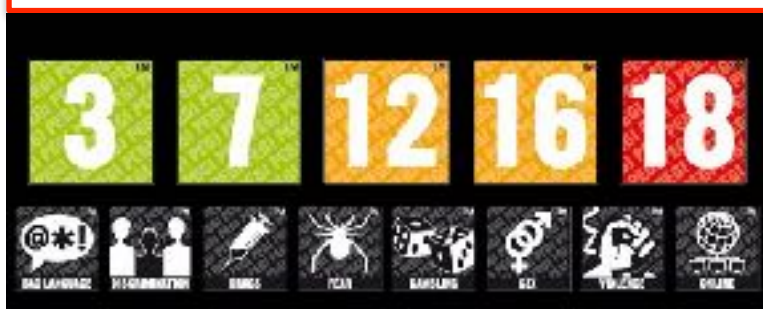 3 7 12 16 18
@*!
BAD LANGUAGE DISCRIMINATION DRUGS FEAR GAMBLING SEX VIOLENCE ONLINE